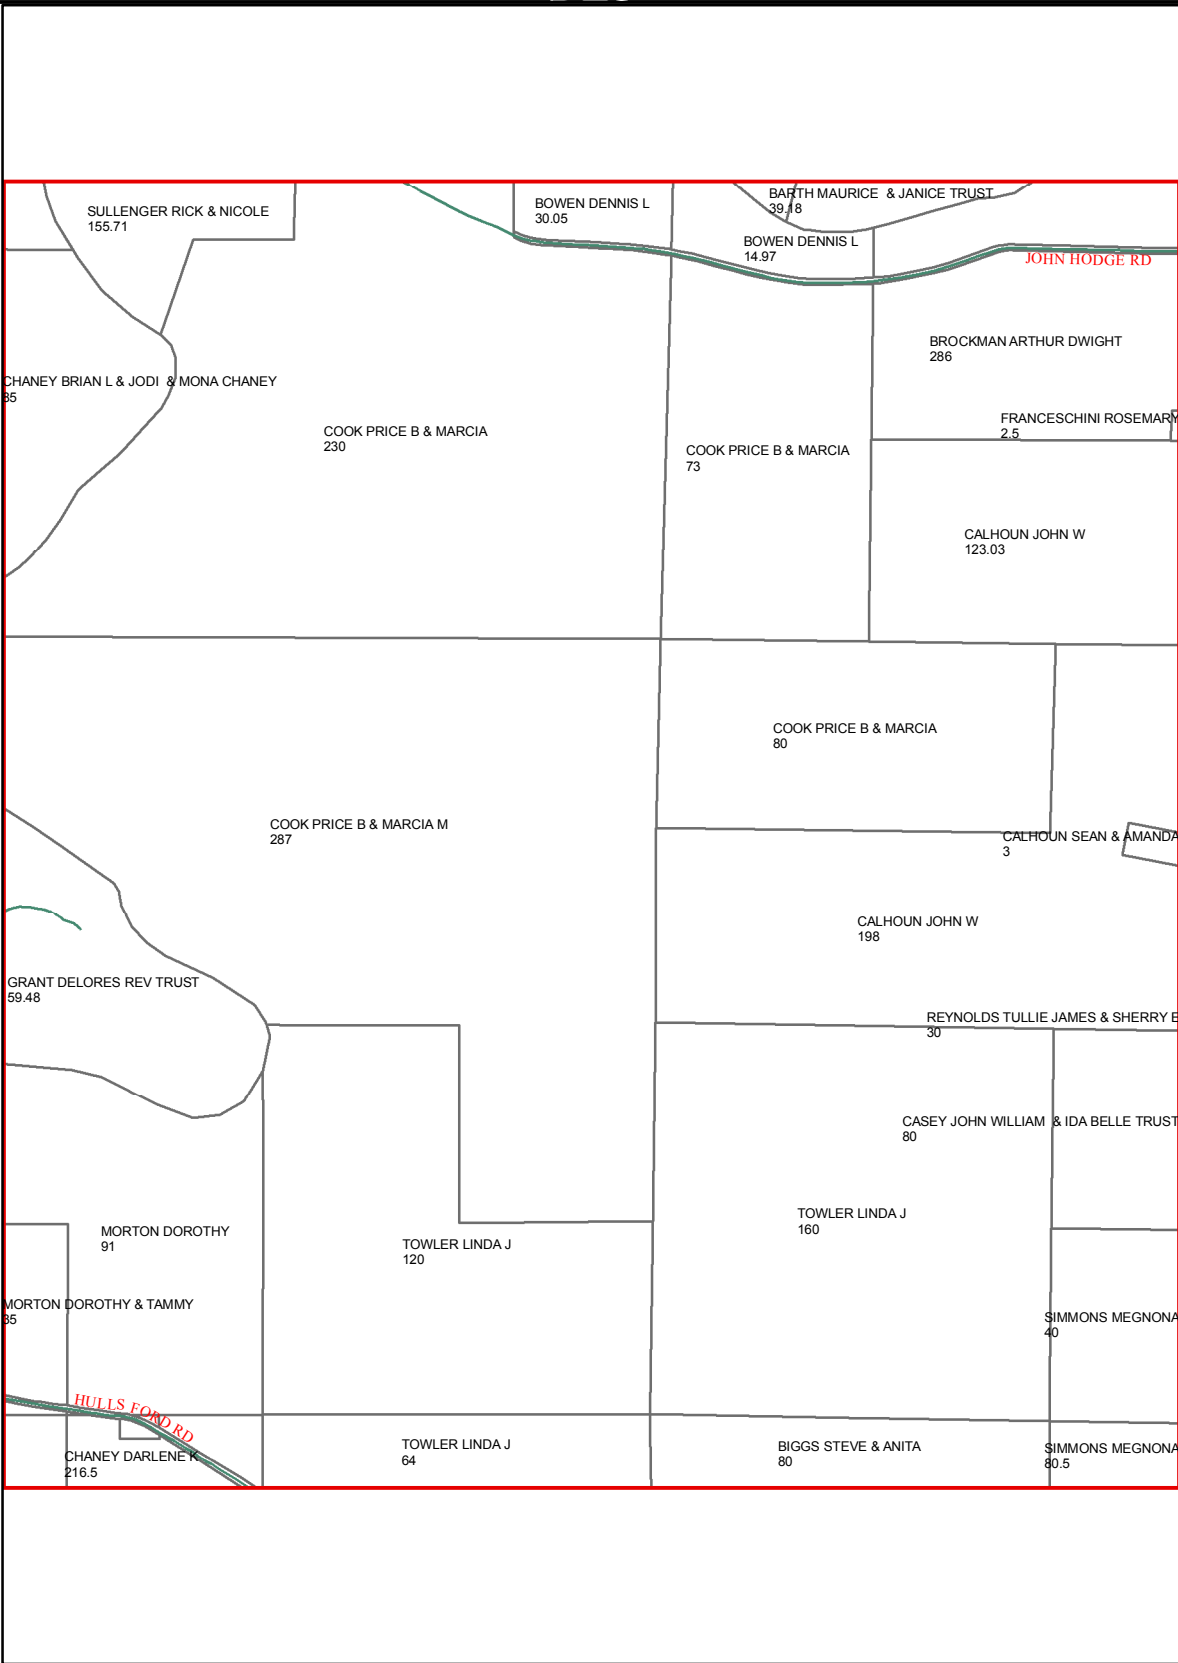 SULLENGER RICK & NICOLE
155.71
BOWEN DENNIS L
30.05
BARTH MAURICE & JANICE TRUST
39.18
BOWEN DENNIS L
14.97
JOHN HODGE RD
BROCKMAN ARTHUR DWIGHT
286
CHANEY BRIAN L & JODI & MONA CHANEY
85
FRANCESCHINI ROSEMARY
2.5
COOK PRICE B & MARCIA
230
COOK PRICE B & MARCIA
73
CALHOUN JOHN W
123.03
COOK PRICE B & MARCIA
80
COOK PRICE B & MARCIA M
287
CALHOUN SEAN & AMANDA
3
CALHOUN JOHN W
198
GRANT DELORES REV TRUST
59.48
REYNOLDS TULLIE JAMES & SHERRY E
30
CASEY JOHN WILLIAM & IDA BELLE TRUST
80
TOWLER LINDA J
160
MORTON DOROTHY
91
TOWLER LINDA J
120
MORTON DOROTHY & TAMMY
SIMMONS MEGNONA
40
HULLS FORD RD
CHANEY DARLENE K
216.5
TOWLER LINDA J
64
BIGGS STEVE & ANITA
80
SIMMONS MEGNONA
80.5